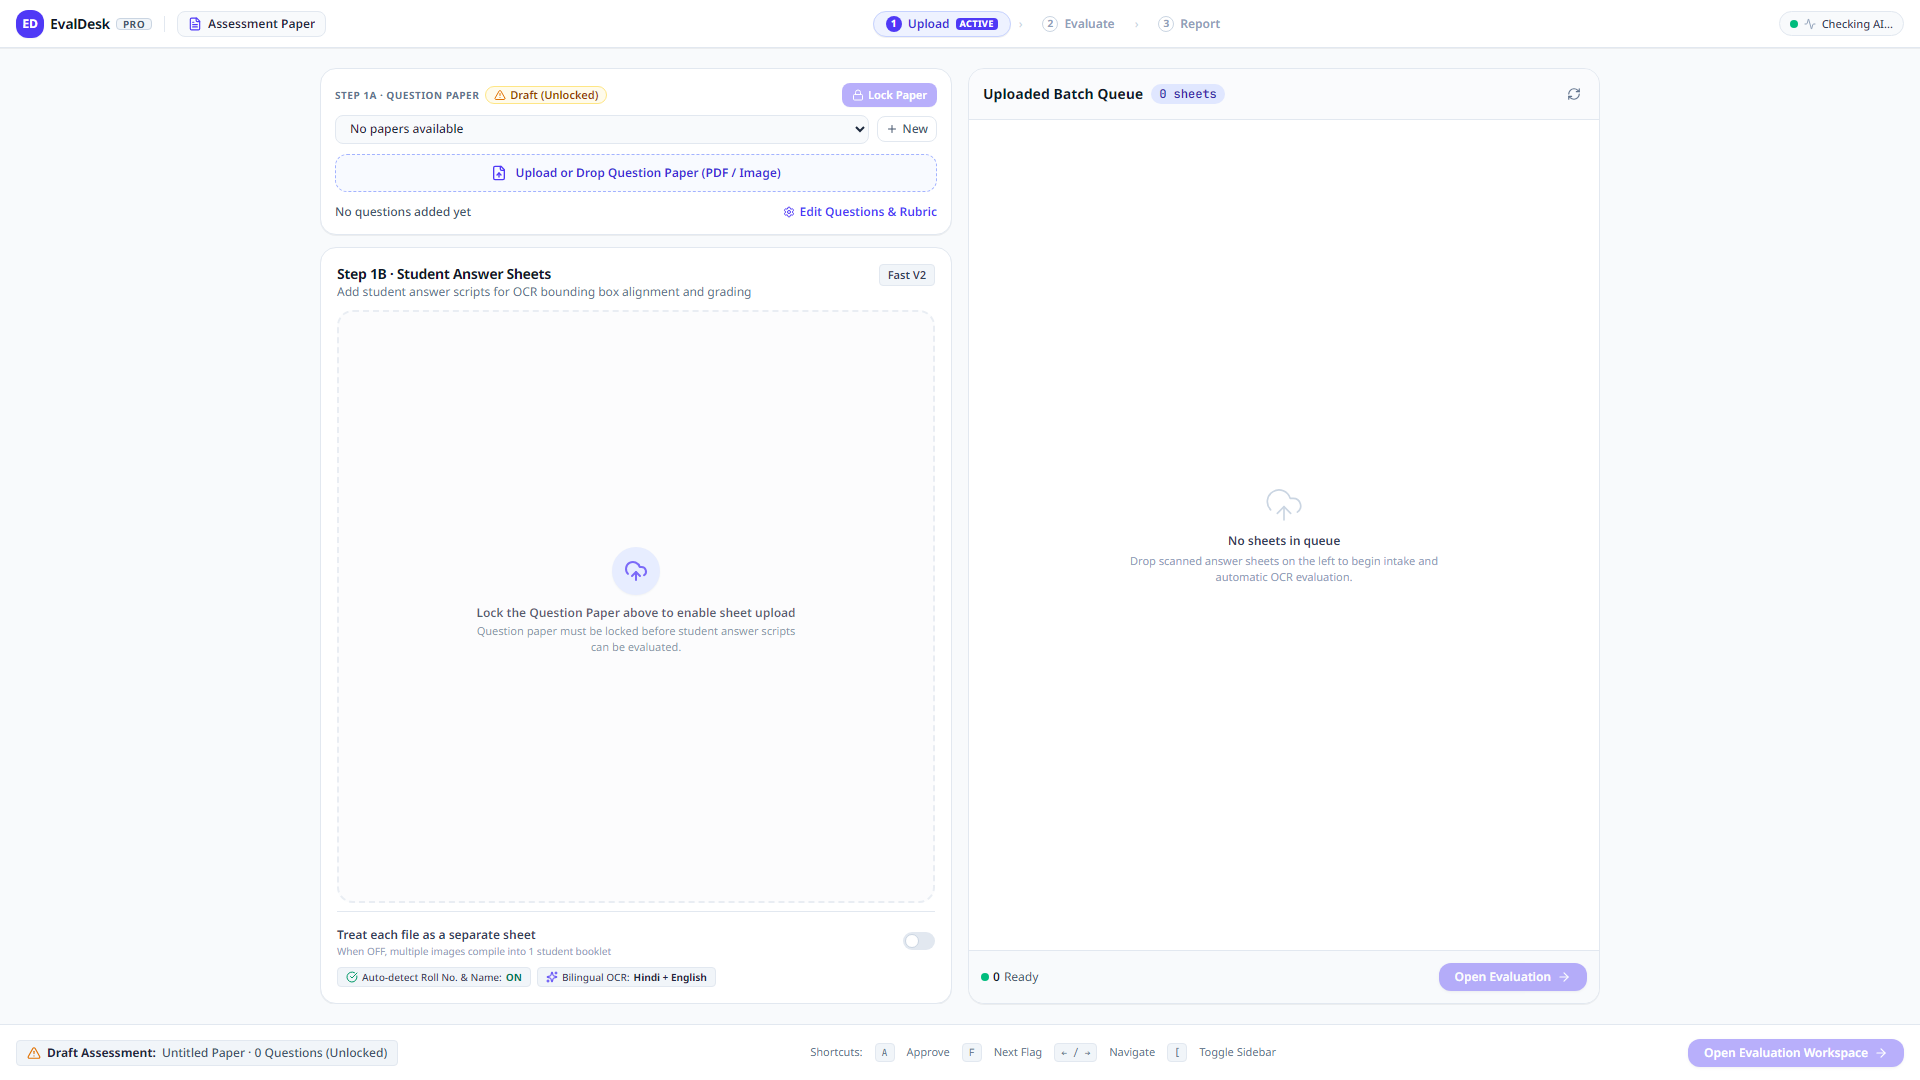 ED EvalDesk PRO Assessment Paper
1 Upload ACTIVE › 2 Evaluate › 3 Report
Checking AI...
STEP 1A · QUESTION PAPER Draft (Unlocked) Lock Paper
No papers available + New
Upload or Drop Question Paper (PDF / Image)
No questions added yet Edit Questions & Rubric
Step 1B · Student Answer Sheets Fast V2
Add student answer scripts for OCR bounding box alignment and grading
Lock the Question Paper above to enable sheet upload
Question paper must be locked before student answer scripts
can be evaluated.
Treat each file as a separate sheet
When OFF, multiple images compile into 1 student booklet
Auto-detect Roll No. & Name: ON Bilingual OCR: Hindi + English
Uploaded Batch Queue 0 sheets
No sheets in queue
Drop scanned answer sheets on the left to begin intake and
automatic OCR evaluation.
0 Ready Open Evaluation →
Draft Assessment: Untitled Paper · 0 Questions (Unlocked)
Shortcuts: A Approve F Next Flag ← / → Navigate [ Toggle Sidebar
Open Evaluation Workspace →